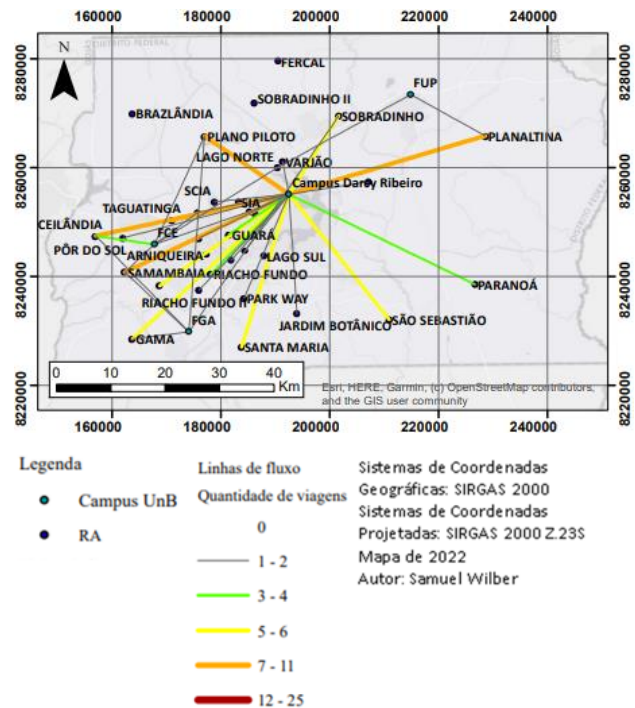 160000 180000 200000 220000 240000
N
DISTRITO FEDERAL
8280000 8280000
FERCAL
FUP
SOBRADINHO II
BRAZLÂNDIA
SOBRADINHO
PLANO PILOTO
PLANALTINA
LAGO NORTE
VARJÃO
8260000 8260000
Campus Darcy Ribeiro
SCIA
TAGUATINGA
SIA
CEILÂNDIA
FCE
GUARÁ
PÔR DO SOL
ARNIQUEIRA
LAGO SUL
SAMAMBAIA
RIACHO FUNDO
8240000 8240000
PARANOÁ
RIACHO FUNDO II
PARK WAY
FGA
JARDIM BOTÂNICO
SÃO SEBASTIÃO
GAMA
SANTA MARIA
0 10 20 30 40 Km
Esri, HERE, Garmin, (c) OpenStreetMap contributors,
and the GIS user community
8220000 8220000
160000 180000 200000 220000 240000
Legenda
Campus UnB
RA
Linhas de fluxo
Quantidade de viagens
0
1 - 2
3 - 4
5 - 6
7 - 11
12 - 25
Sistemas de Coordenadas
Geográficas: SIRGAS 2000
Sistemas de Coordenadas
Projetadas: SIRGAS 2000 Z.23S
Mapa de 2022
Autor: Samuel Wilber